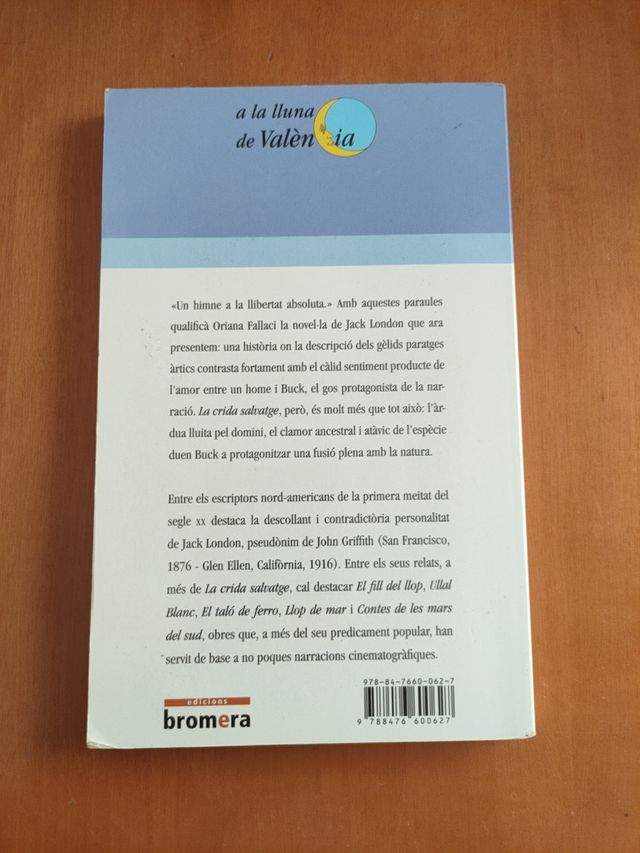 a la lluna
de València
«Un himne a la llibertat absoluta.» Amb aquestes paraules
qualificà Oriana Fallaci la novel·la de Jack London que ara
presentem: una història on la descripció dels gèlids paratges
àrtics contrasta fortament amb el càlid sentiment producte de
l'amor entre un home i Buck, el gos protagonista de la nar-
ració. La crida salvatge, però, és molt més que tot això: l'àr-
dua lluita pel domini, el clamor ancestral i atàvic de l'espècie
duen Buck a protagonitzar una fusió plena amb la natura.
Entre els escriptors nord-americans de la primera meitat del
segle XX destaca la descollant i contradictòria personalitat
de Jack London, pseudònim de John Griffith (San Francisco,
1876 - Glen Ellen, Califòrnia, 1916). Entre els seus relats, a
més de La crida salvatge, cal destacar El fill del llop, Ullal
Blanc, El taló de ferro, Llop de mar i Contes de les mars
del sud, obres que, a més del seu predicament popular, han
servit de base a no poques narracions cinematogràfiques.
978-84-7660-062-7
9 788476 600627
edicions
bromera